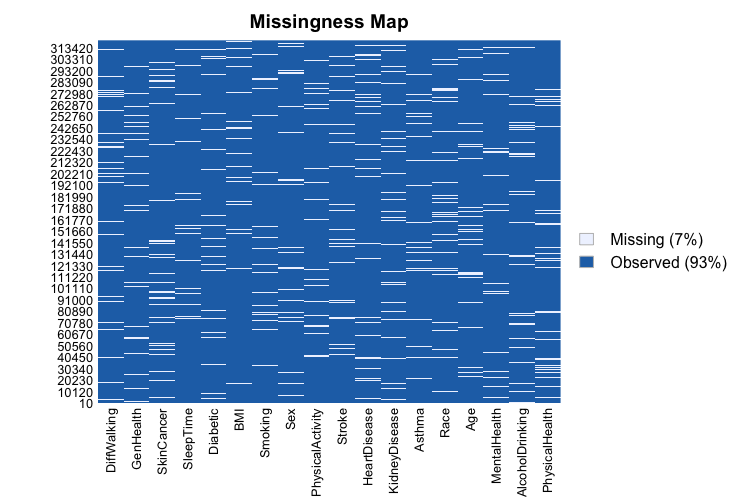 Missingness Map
313420
303310
293200
283090
272980
262870
252760
242650
232540
222430
212320
202210
192100
181990
171880
161770
151660
141550
131440
121330
111220
101110
91000
80890
70780
60670
50560
40450
30340
20230
10120
10
Missing (7%)
Observed (93%)
DiffWalking
GenHealth
SkinCancer
SleepTime
Diabetic
BMI
Smoking
Sex
PhysicalActivity
Stroke
HeartDisease
KidneyDisease
Asthma
Race
Age
MentalHealth
AlcoholDrinking
PhysicalHealth